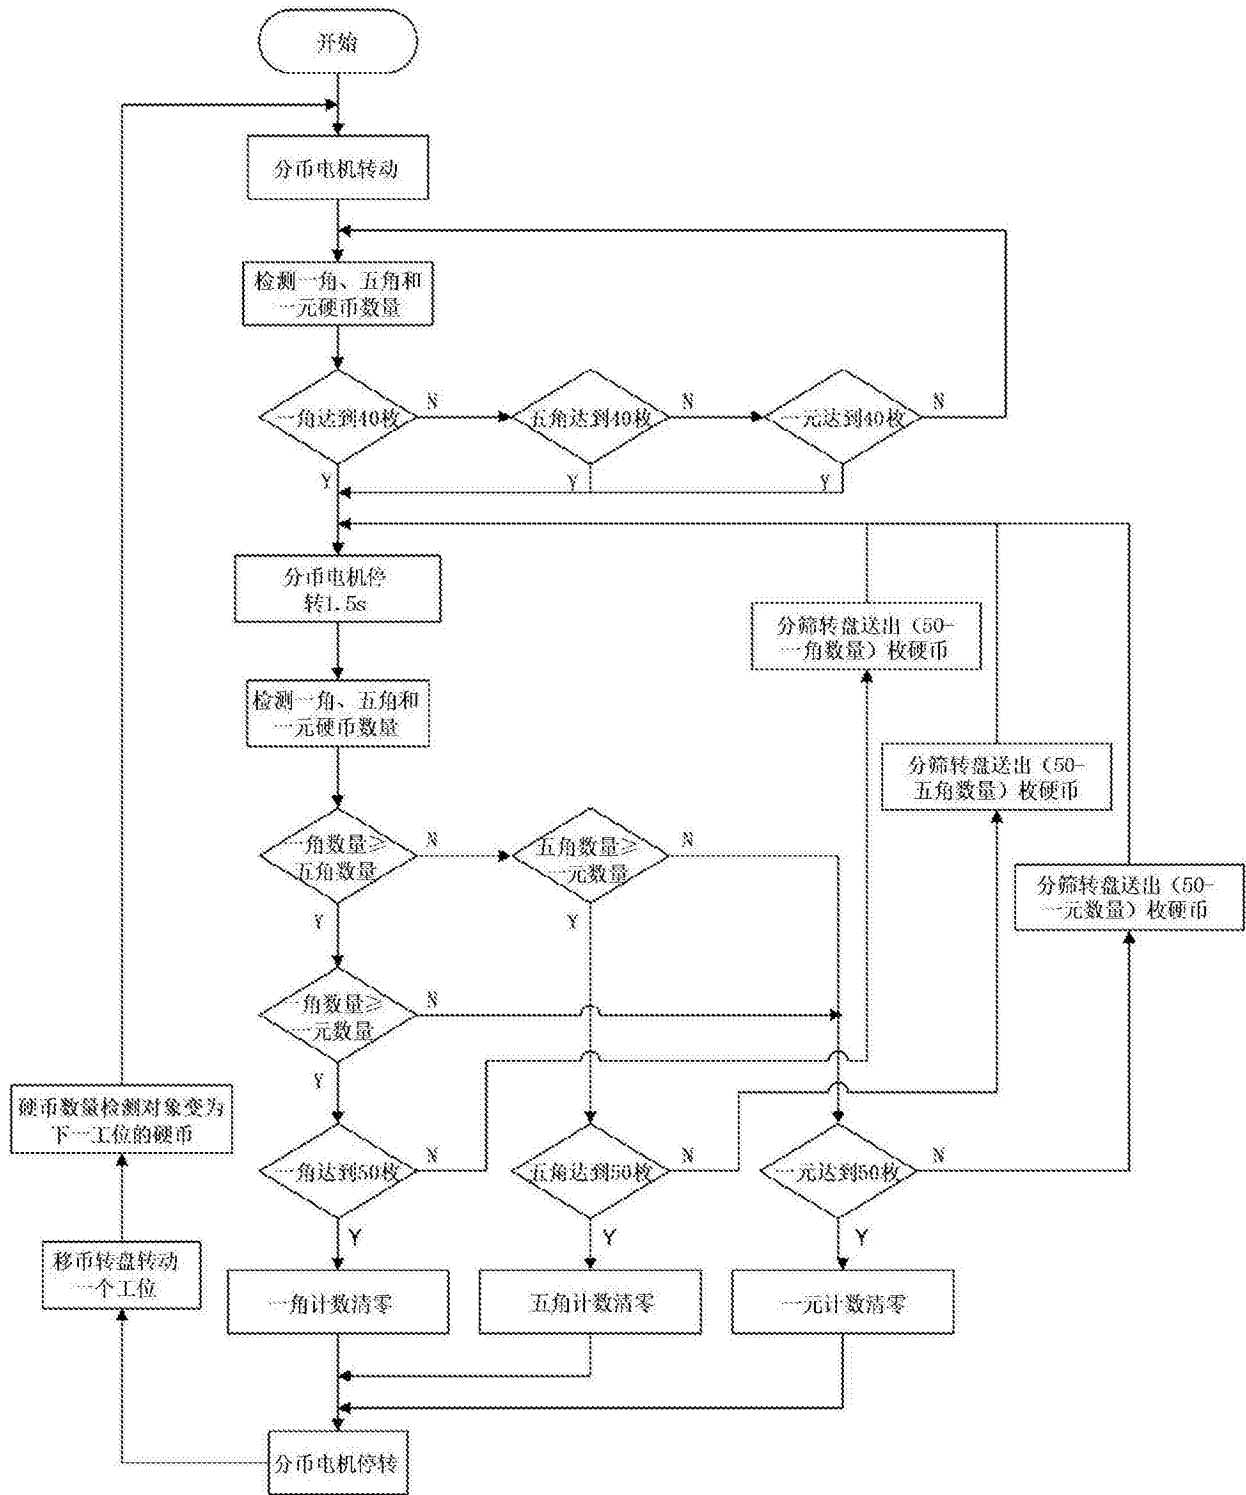 开始
分币电机转动
检测一角、五角和
一元硬币数量
一角达到40枚
N
五角达到40枚
N
一元达到40枚
N
Y
Y
Y
分币电机停
转1.5s
分筛转盘送出（50-
一角数量）枚硬币
检测一角、五角和
一元硬币数量
分筛转盘送出（50-
五角数量）枚硬币
一角数量≥
五角数量
N
五角数量≥
一元数量
N
分筛转盘送出（50-
一元数量）枚硬币
Y
Y
一角数量≥
一元数量
N
Y
硬币数量检测对象变为
下一工位的硬币
一角达到50枚
N
五角达到50枚
N
一元达到50枚
N
Y
Y
Y
移币转盘转动
一个工位
一角计数清零
五角计数清零
一元计数清零
分币电机停转